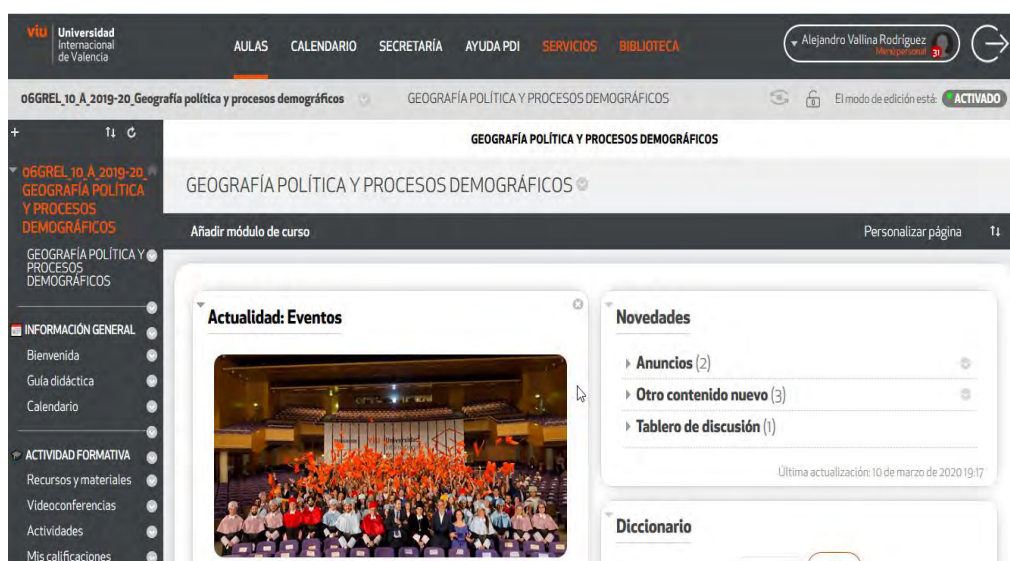 viu Universidad
Internacional
de Valencia
AULAS CALENDARIO SECRETARÍA AYUDA PDI SERVICIOS BIBLIOTECA
Alejandro Vallina Rodríguez
Menú personal 31
06GREL_10_A_2019-20_Geografía política y procesos demográficos
GEOGRAFÍA POLÍTICA Y PROCESOS DEMOGRÁFICOS
El modo de edición está: ACTIVADO
06GREL_10_A_2019-20_
GEOGRAFÍA POLÍTICA
Y PROCESOS
DEMOGRÁFICOS
GEOGRAFÍA POLÍTICA Y
PROCESOS
DEMOGRÁFICOS
INFORMACIÓN GENERAL
Bienvenida
Guía didáctica
Calendario
ACTIVIDAD FORMATIVA
Recursos y materiales
Videoconferencias
Actividades
Mis calificaciones
GEOGRAFÍA POLÍTICA Y PROCESOS DEMOGRÁFICOS
GEOGRAFÍA POLÍTICA Y PROCESOS DEMOGRÁFICOS
Añadir módulo de curso
Personalizar página
Actualidad: Eventos
Novedades
Anuncios (2)
Otro contenido nuevo (3)
Tablero de discusión (1)
Última actualización: 10 de marzo de 2020 19:17
Diccionario